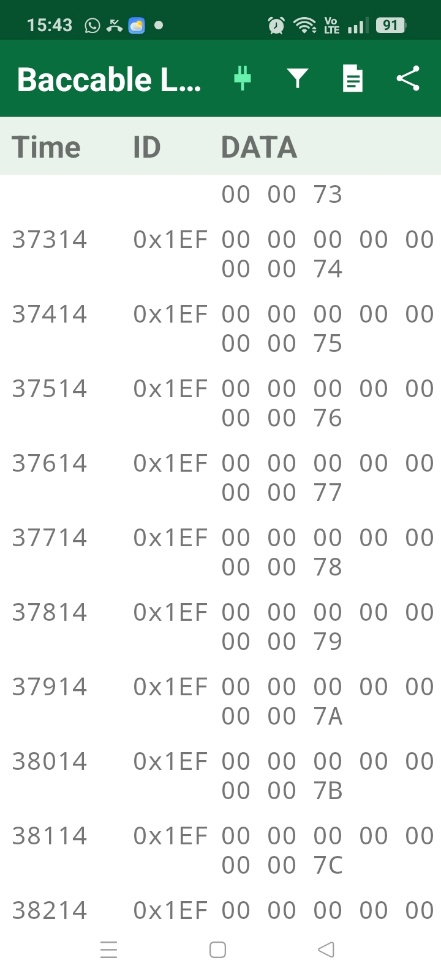 15:43 Vo LTE 91
Baccable L...
Time ID DATA
00 00 73
37314 0x1EF 00 00 00 00 00
00 00 74
37414 0x1EF 00 00 00 00 00
00 00 75
37514 0x1EF 00 00 00 00 00
00 00 76
37614 0x1EF 00 00 00 00 00
00 00 77
37714 0x1EF 00 00 00 00 00
00 00 78
37814 0x1EF 00 00 00 00 00
00 00 79
37914 0x1EF 00 00 00 00 00
00 00 7A
38014 0x1EF 00 00 00 00 00
00 00 7B
38114 0x1EF 00 00 00 00 00
00 00 7C
38214 0x1EF 00 00 00 00 00